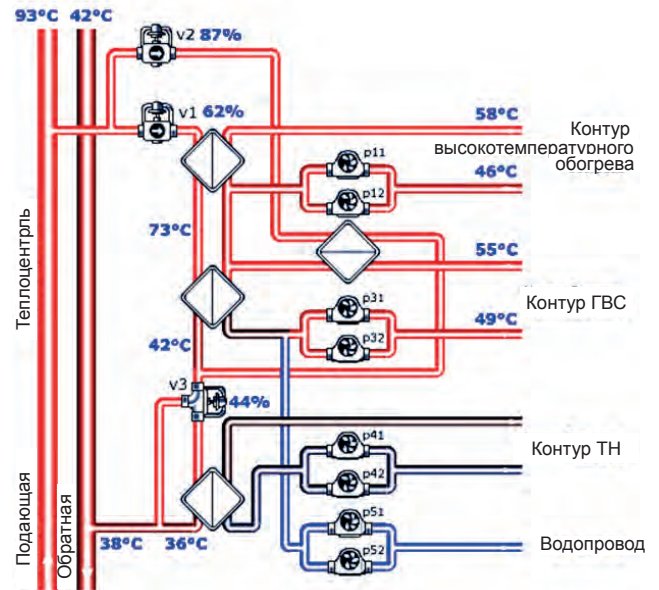 93°C 42°C
v2 87%
v1 62%
58°C
Контур
высокотемпературного
обогрева
p11
46°C
p12
73°C
55°C
Теплоцентрль
p31
Контур ГВС
49°C
p32
42°C
v3
44%
p41
Контур ТН
p42
p51
Водопровод
p52
38°C 36°C
Подающая
Обратная